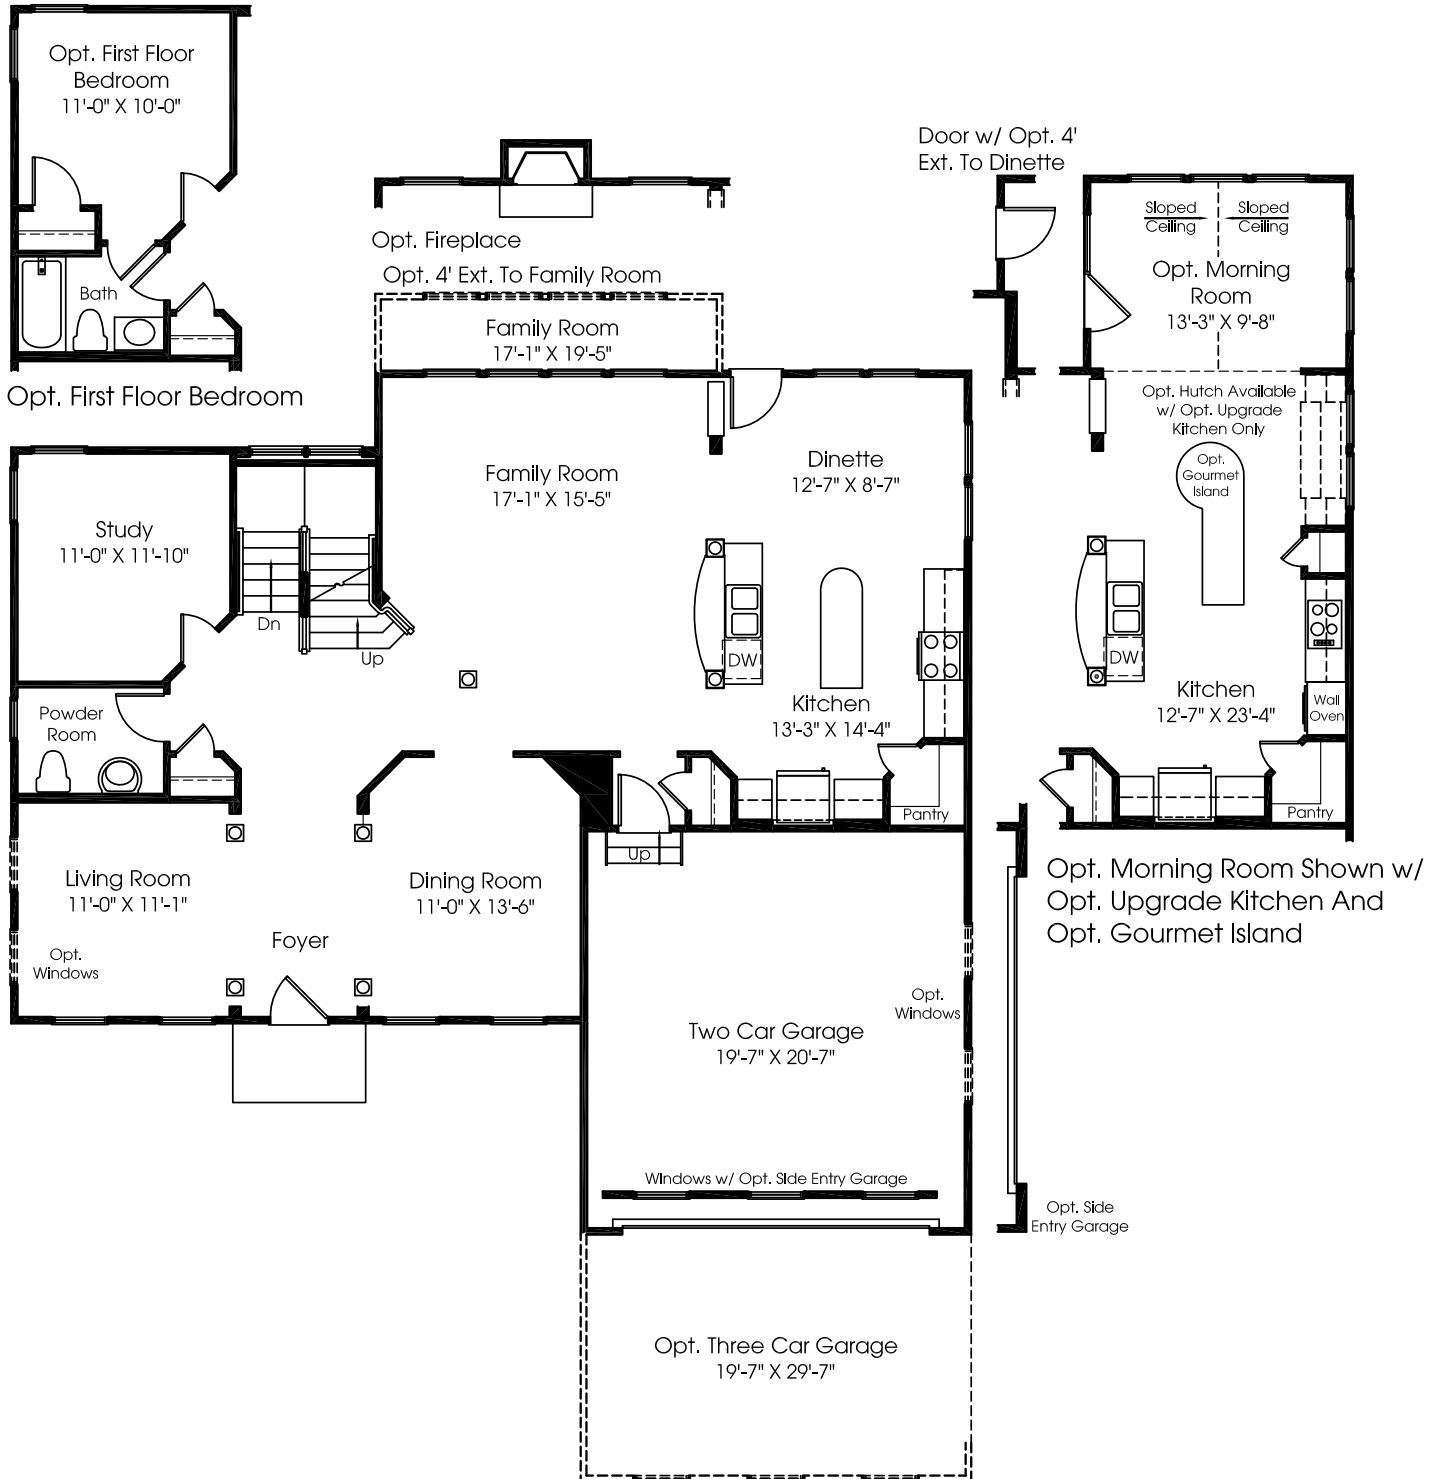 Opt. First Floor
Bedroom
11'-0" X 10'-0"
Bath
Opt. First Floor Bedroom
Opt. Fireplace
Opt. 4' Ext. To Family Room
Family Room
17'-1" X 19'-5"
Door w/ Opt. 4'
Ext. To Dinette
Sloped
Ceiling
Sloped
Ceiling
Opt. Morning
Room
13'-3" X 9'-8"
Opt. Hutch Available
w/ Opt. Upgrade
Kitchen Only
Opt.
Gourmet
Island
DW
Kitchen
12'-7" X 23'-4"
Wall
Oven
Pantry
Opt. Morning Room Shown w/
Opt. Upgrade Kitchen And
Opt. Gourmet Island
Family Room
17'-1" X 15'-5"
Dinette
12'-7" X 8'-7"
Study
11'-0" X 11'-10"
Dn
Up
DW
Kitchen
13'-3" X 14'-4"
Powder
Room
Pantry
Up
Living Room
11'-0" X 11'-1"
Dining Room
11'-0" X 13'-6"
Foyer
Opt.
Windows
Opt.
Windows
Two Car Garage
19'-7" X 20'-7"
Windows w/ Opt. Side Entry Garage
Opt. Side
Entry Garage
Opt. Three Car Garage
19'-7" X 29'-7"